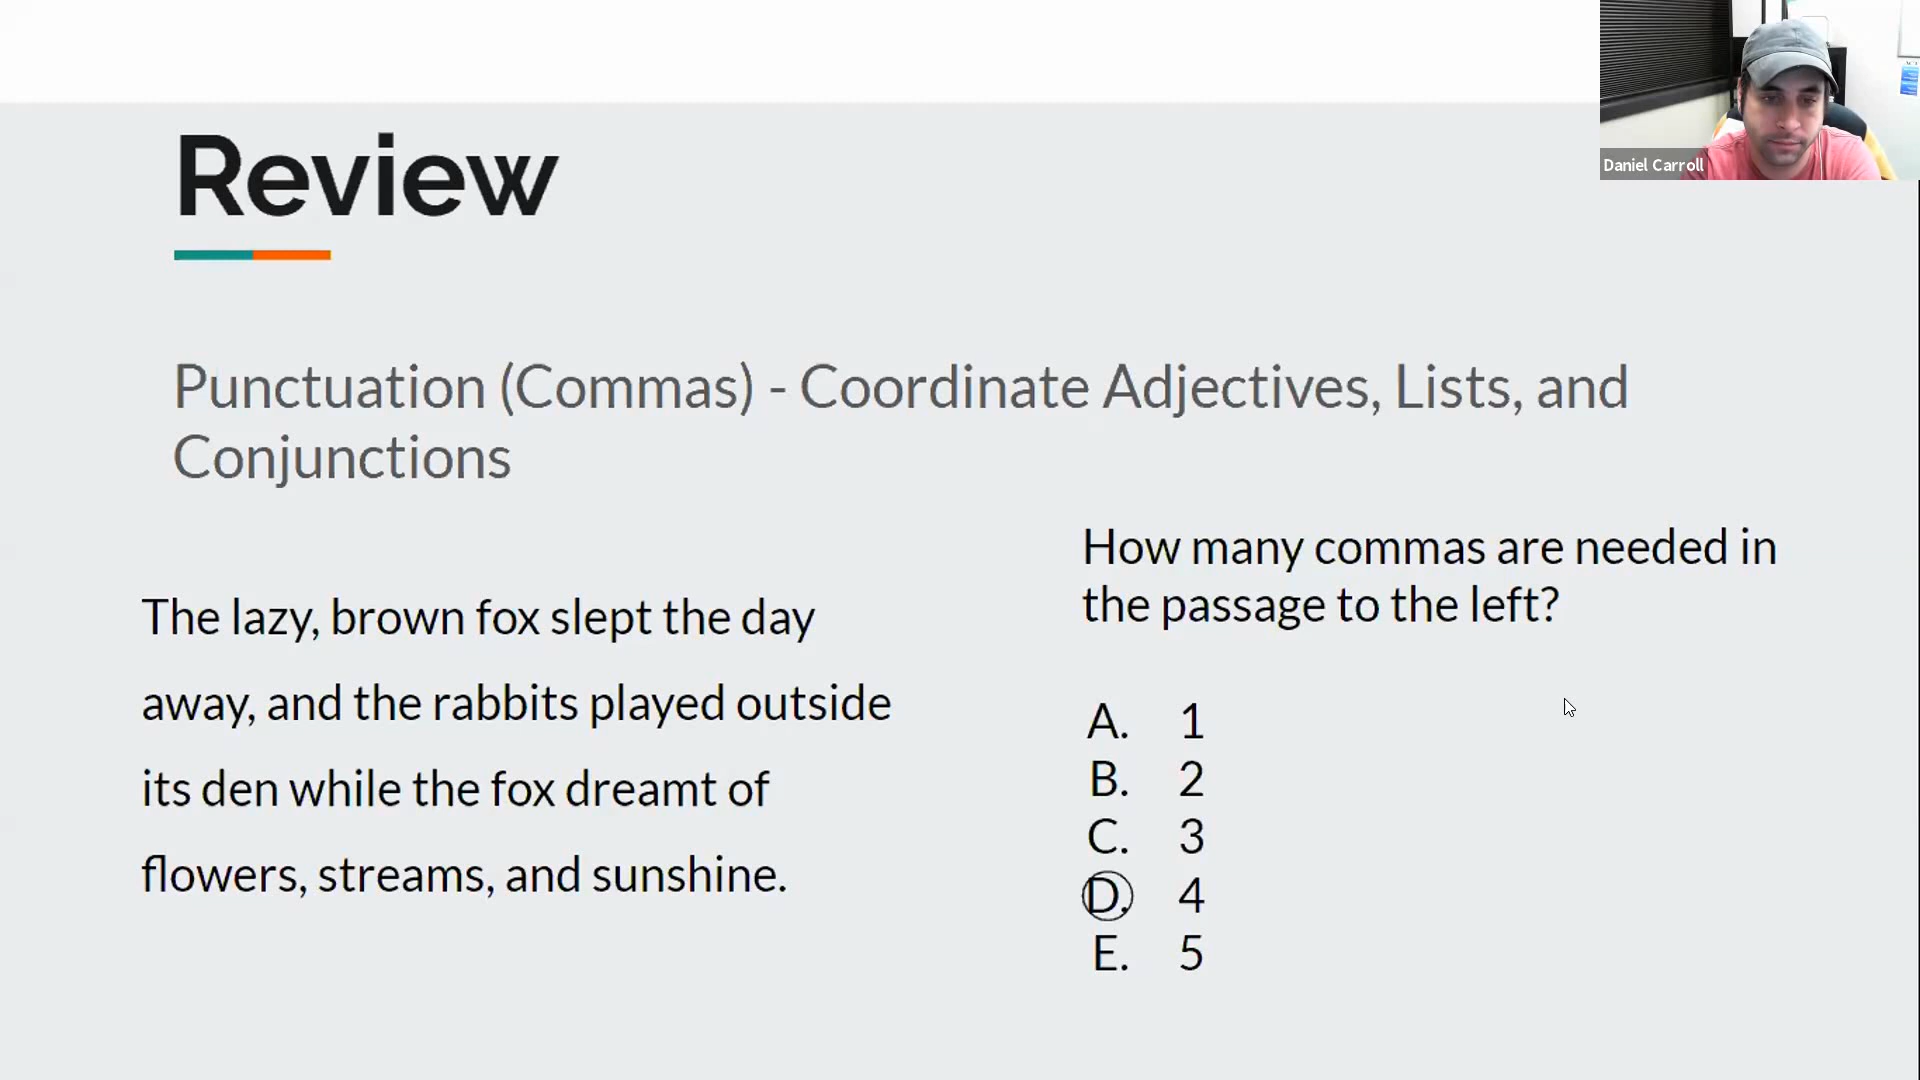 Review
Daniel Carroll
Punctuation (Commas) - Coordinate Adjectives, Lists, and
Conjunctions
The lazy, brown fox slept the day
away, and the rabbits played outside
its den while the fox dreamt of
flowers, streams, and sunshine.
How many commas are needed in
the passage to the left?
A. 1
B. 2
C. 3
D. 4
E. 5